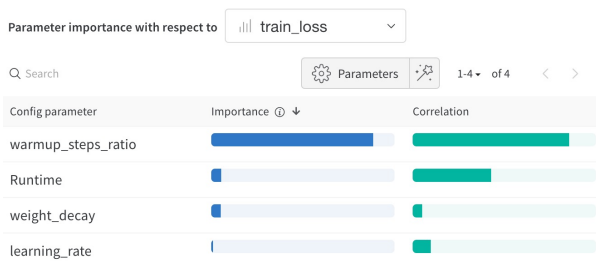 Parameter importance with respect to train_loss
Search Parameters 1-4 of 4
Config parameter Importance Correlation
warmup_steps_ratio
Runtime
weight_decay
learning_rate